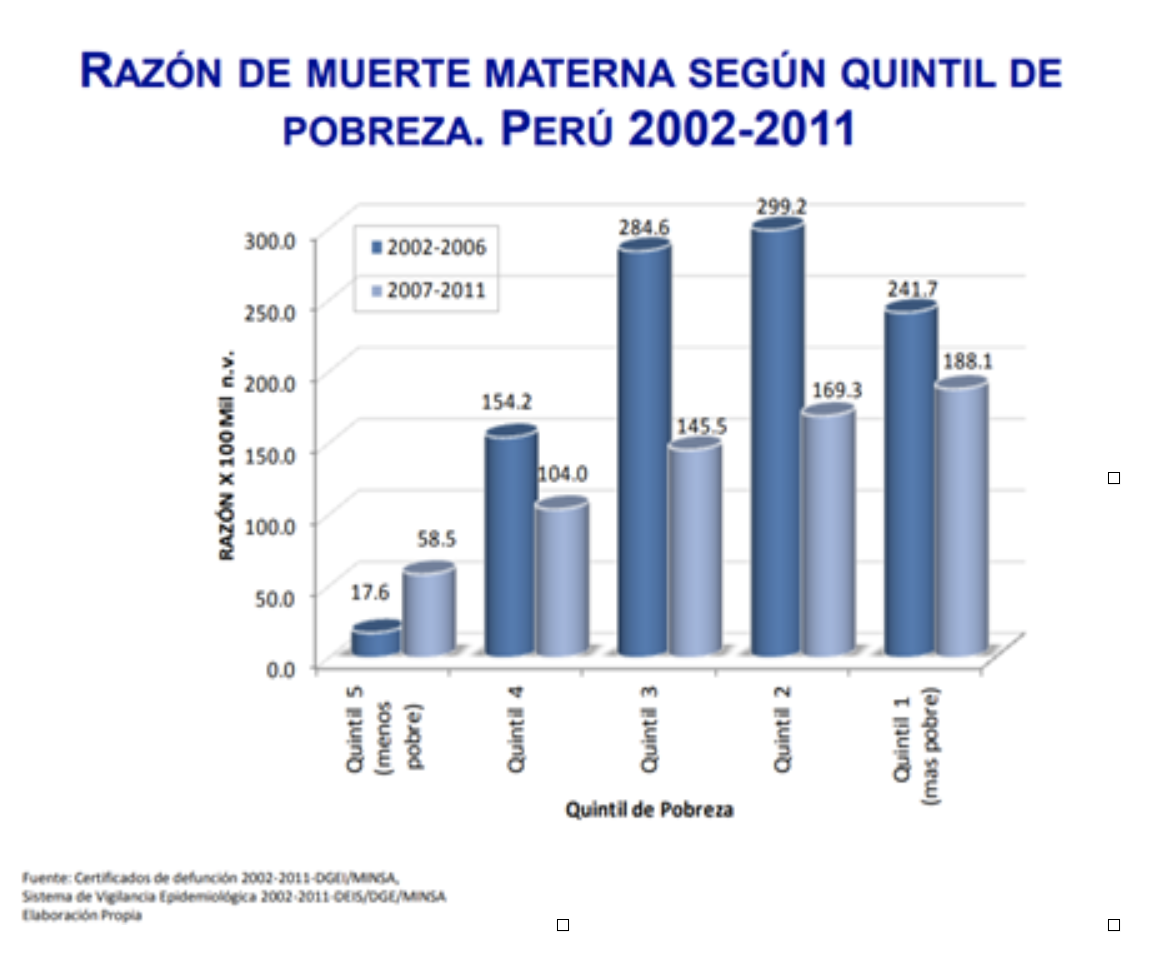 RAZÓN DE MUERTE MATERNA SEGÚN QUINTIL DE
POBREZA. PERÚ 2002-2011
2002-2006
2007-2011
RAZÓN X 100 Mil n.v.
300.0
250.0
200.0
150.0
100.0
50.0
0.0
17.6
58.5
154.2
104.0
284.6
145.5
299.2
169.3
241.7
188.1
Quintil 5
(menos
pobre)
Quintil 4
Quintil 3
Quintil 2
Quintil 1
(mas pobre)
Quintil de Pobreza
Fuente: Certificados de defunción 2002-2011-DGEI/MINSA,
Sistema de Vigilancia Epidemiológica 2002-2011-DEIS/DGE/MINSA
Elaboración Propia